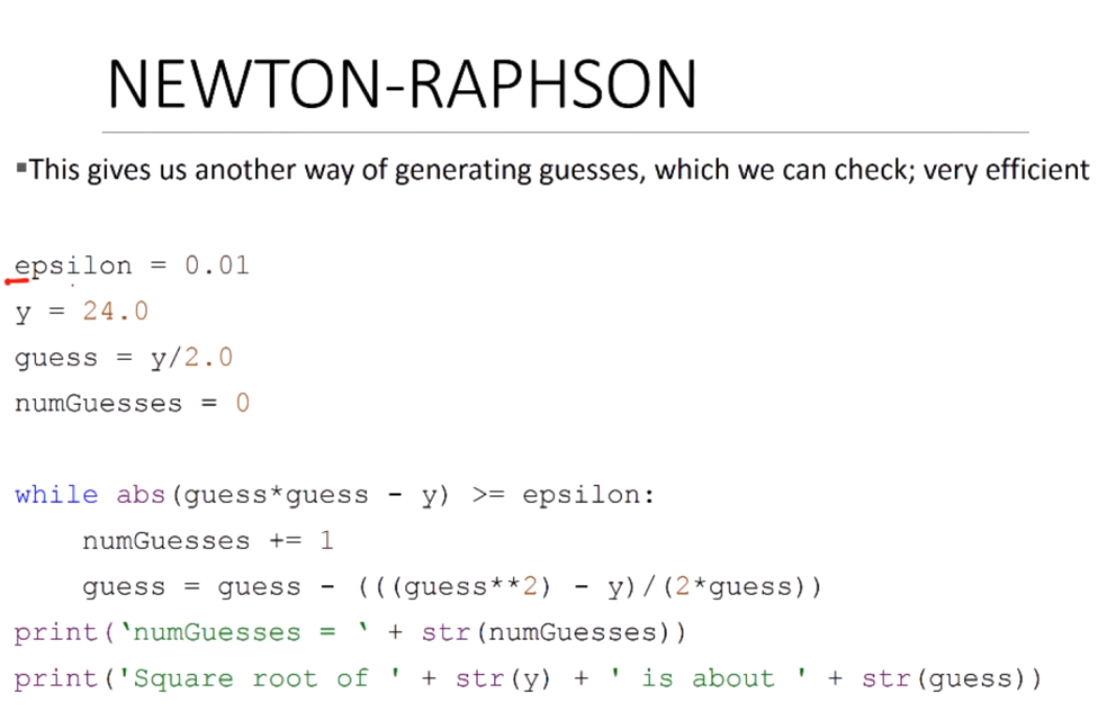 NEWTON-RAPHSON
▪This gives us another way of generating guesses, which we can check; very efficient
epsilon = 0.01
y = 24.0
guess = y/2.0
numGuesses = 0
while abs(guess*guess - y) >= epsilon:
    numGuesses += 1
    guess = guess - (((guess**2) - y)/(2*guess))
print(‛numGuesses = ‛ + str(numGuesses))
print('Square root of ' + str(y) + ' is about ' + str(guess))